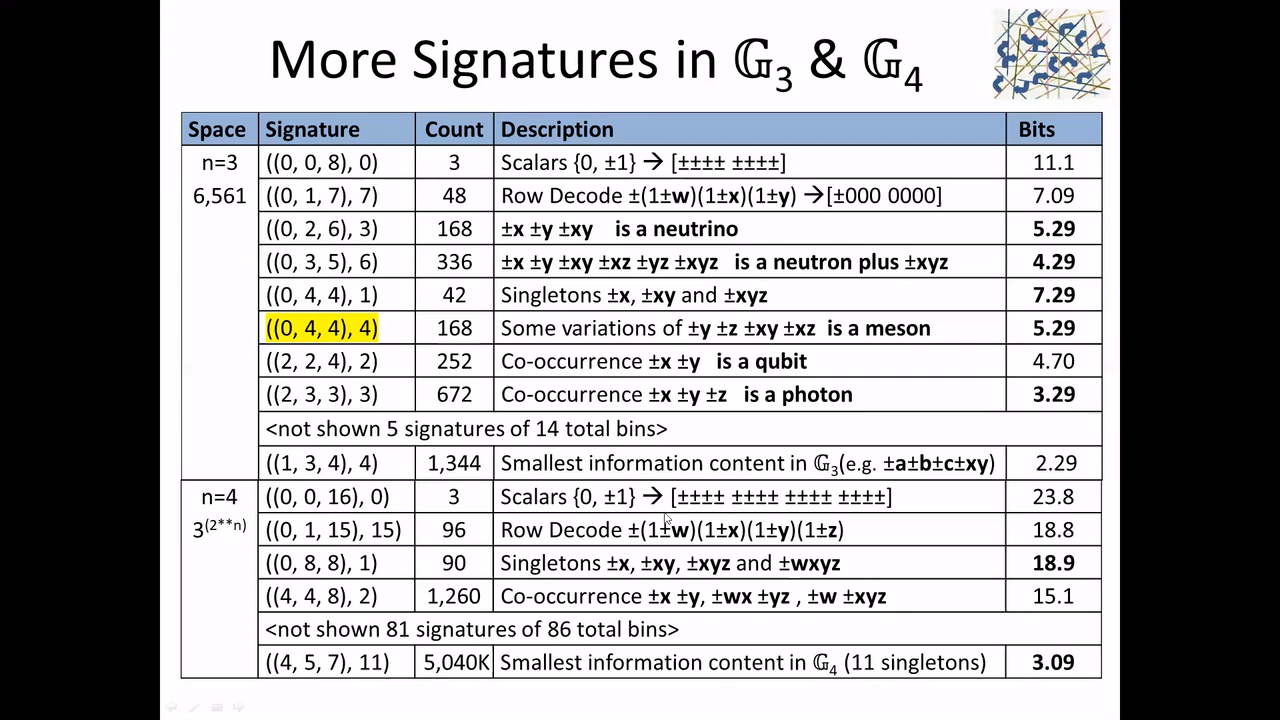 More Signatures in 𝔾3 & 𝔾4
Space Signature Count Description Bits
n=3 ((0, 0, 8), 0) 3 Scalars {0, ±1} → [±±±± ±±±±] 11.1
6,561 ((0, 1, 7), 7) 48 Row Decode ±(1±w)(1±x)(1±y) →[±000 0000] 7.09
((0, 2, 6), 3) 168 ±x ±y ±xy is a neutrino 5.29
((0, 3, 5), 6) 336 ±x ±y ±xy ±xz ±yz ±xyz is a neutron plus ±xyz 4.29
((0, 4, 4), 1) 42 Singletons ±x, ±xy and ±xyz 7.29
((0, 4, 4), 4) 168 Some variations of ±y ±z ±xy ±xz is a meson 5.29
((2, 2, 4), 2) 252 Co-occurrence ±x ±y is a qubit 4.70
((2, 3, 3), 3) 672 Co-occurrence ±x ±y ±z is a photon 3.29
<not shown 5 signatures of 14 total bins>
((1, 3, 4), 4) 1,344 Smallest information content in 𝔾3(e.g. ±a±b±c±xy) 2.29
n=4 ((0, 0, 16), 0) 3 Scalars {0, ±1} → [±±±± ±±±± ±±±± ±±±±] 23.8
3(2**n) ((0, 1, 15), 15) 96 Row Decode ±(1±w)(1±x)(1±y)(1±z) 18.8
((0, 8, 8), 1) 90 Singletons ±x, ±xy, ±xyz and ±wxyz 18.9
((4, 4, 8), 2) 1,260 Co-occurrence ±x ±y, ±wx ±yz , ±w ±xyz 15.1
<not shown 81 signatures of 86 total bins>
((4, 5, 7), 11) 5,040K Smallest information content in 𝔾4 (11 singletons) 3.09